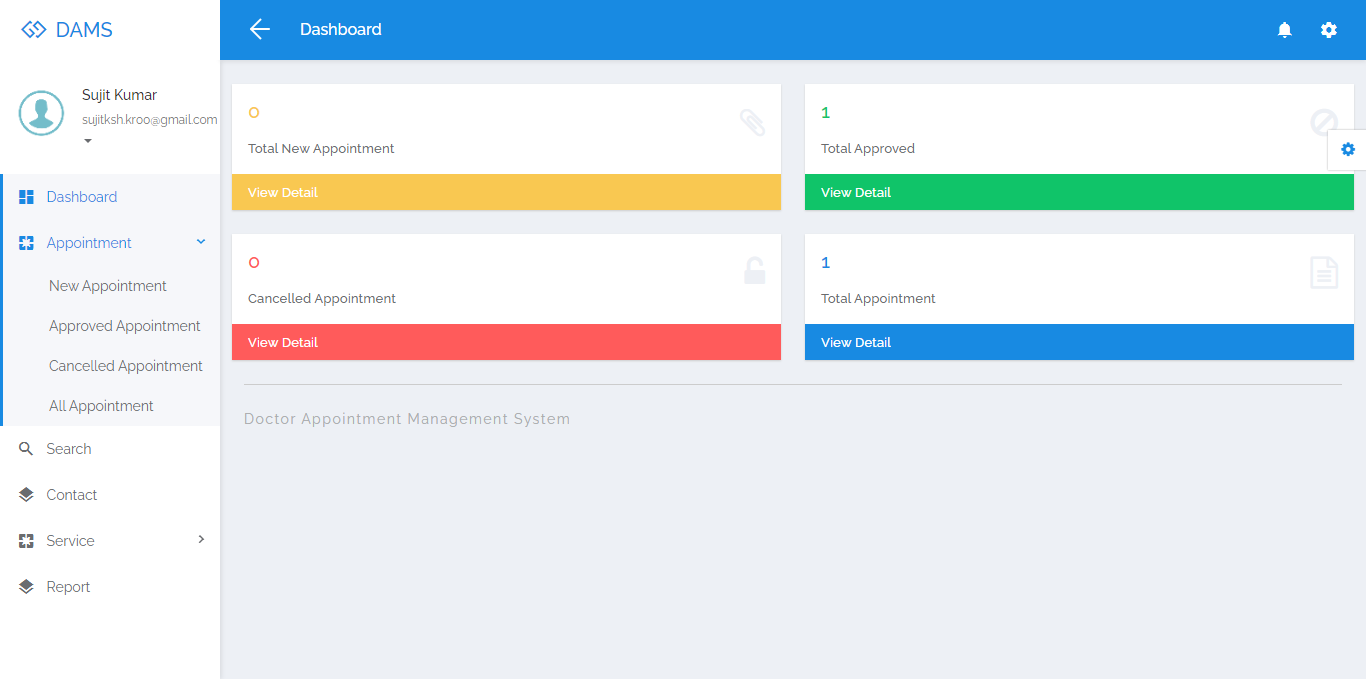 DAMS
Dashboard
Sujit Kumar
sujitksh.kroo@gmail.com
Dashboard
Appointment
New Appointment
Approved Appointment
Cancelled Appointment
All Appointment
Search
Contact
Service
Report
0
Total New Appointment
View Detail
1
Total Approved
View Detail
0
Cancelled Appointment
View Detail
1
Total Appointment
View Detail
Doctor Appointment Management System